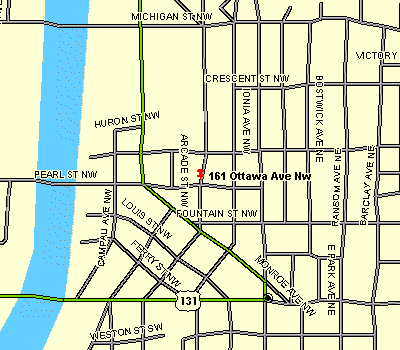 MICHIGAN ST NW
VICTORY
CRESCENT ST NW
HURON ST NW
IONIA AVE NW
BOSTWICK AVE NE
ARCADE ST NW
RANSOM AVE NE
BARCLAY AVE NE
PEARL ST NW
161 Ottawa Ave Nw
LOUIS ST NW
FOUNTAIN ST NW
CAMPAU AVE NW
FERRY ST NW
MONROE AVE NW
E PARK AVE NE
131
WESTON ST SW